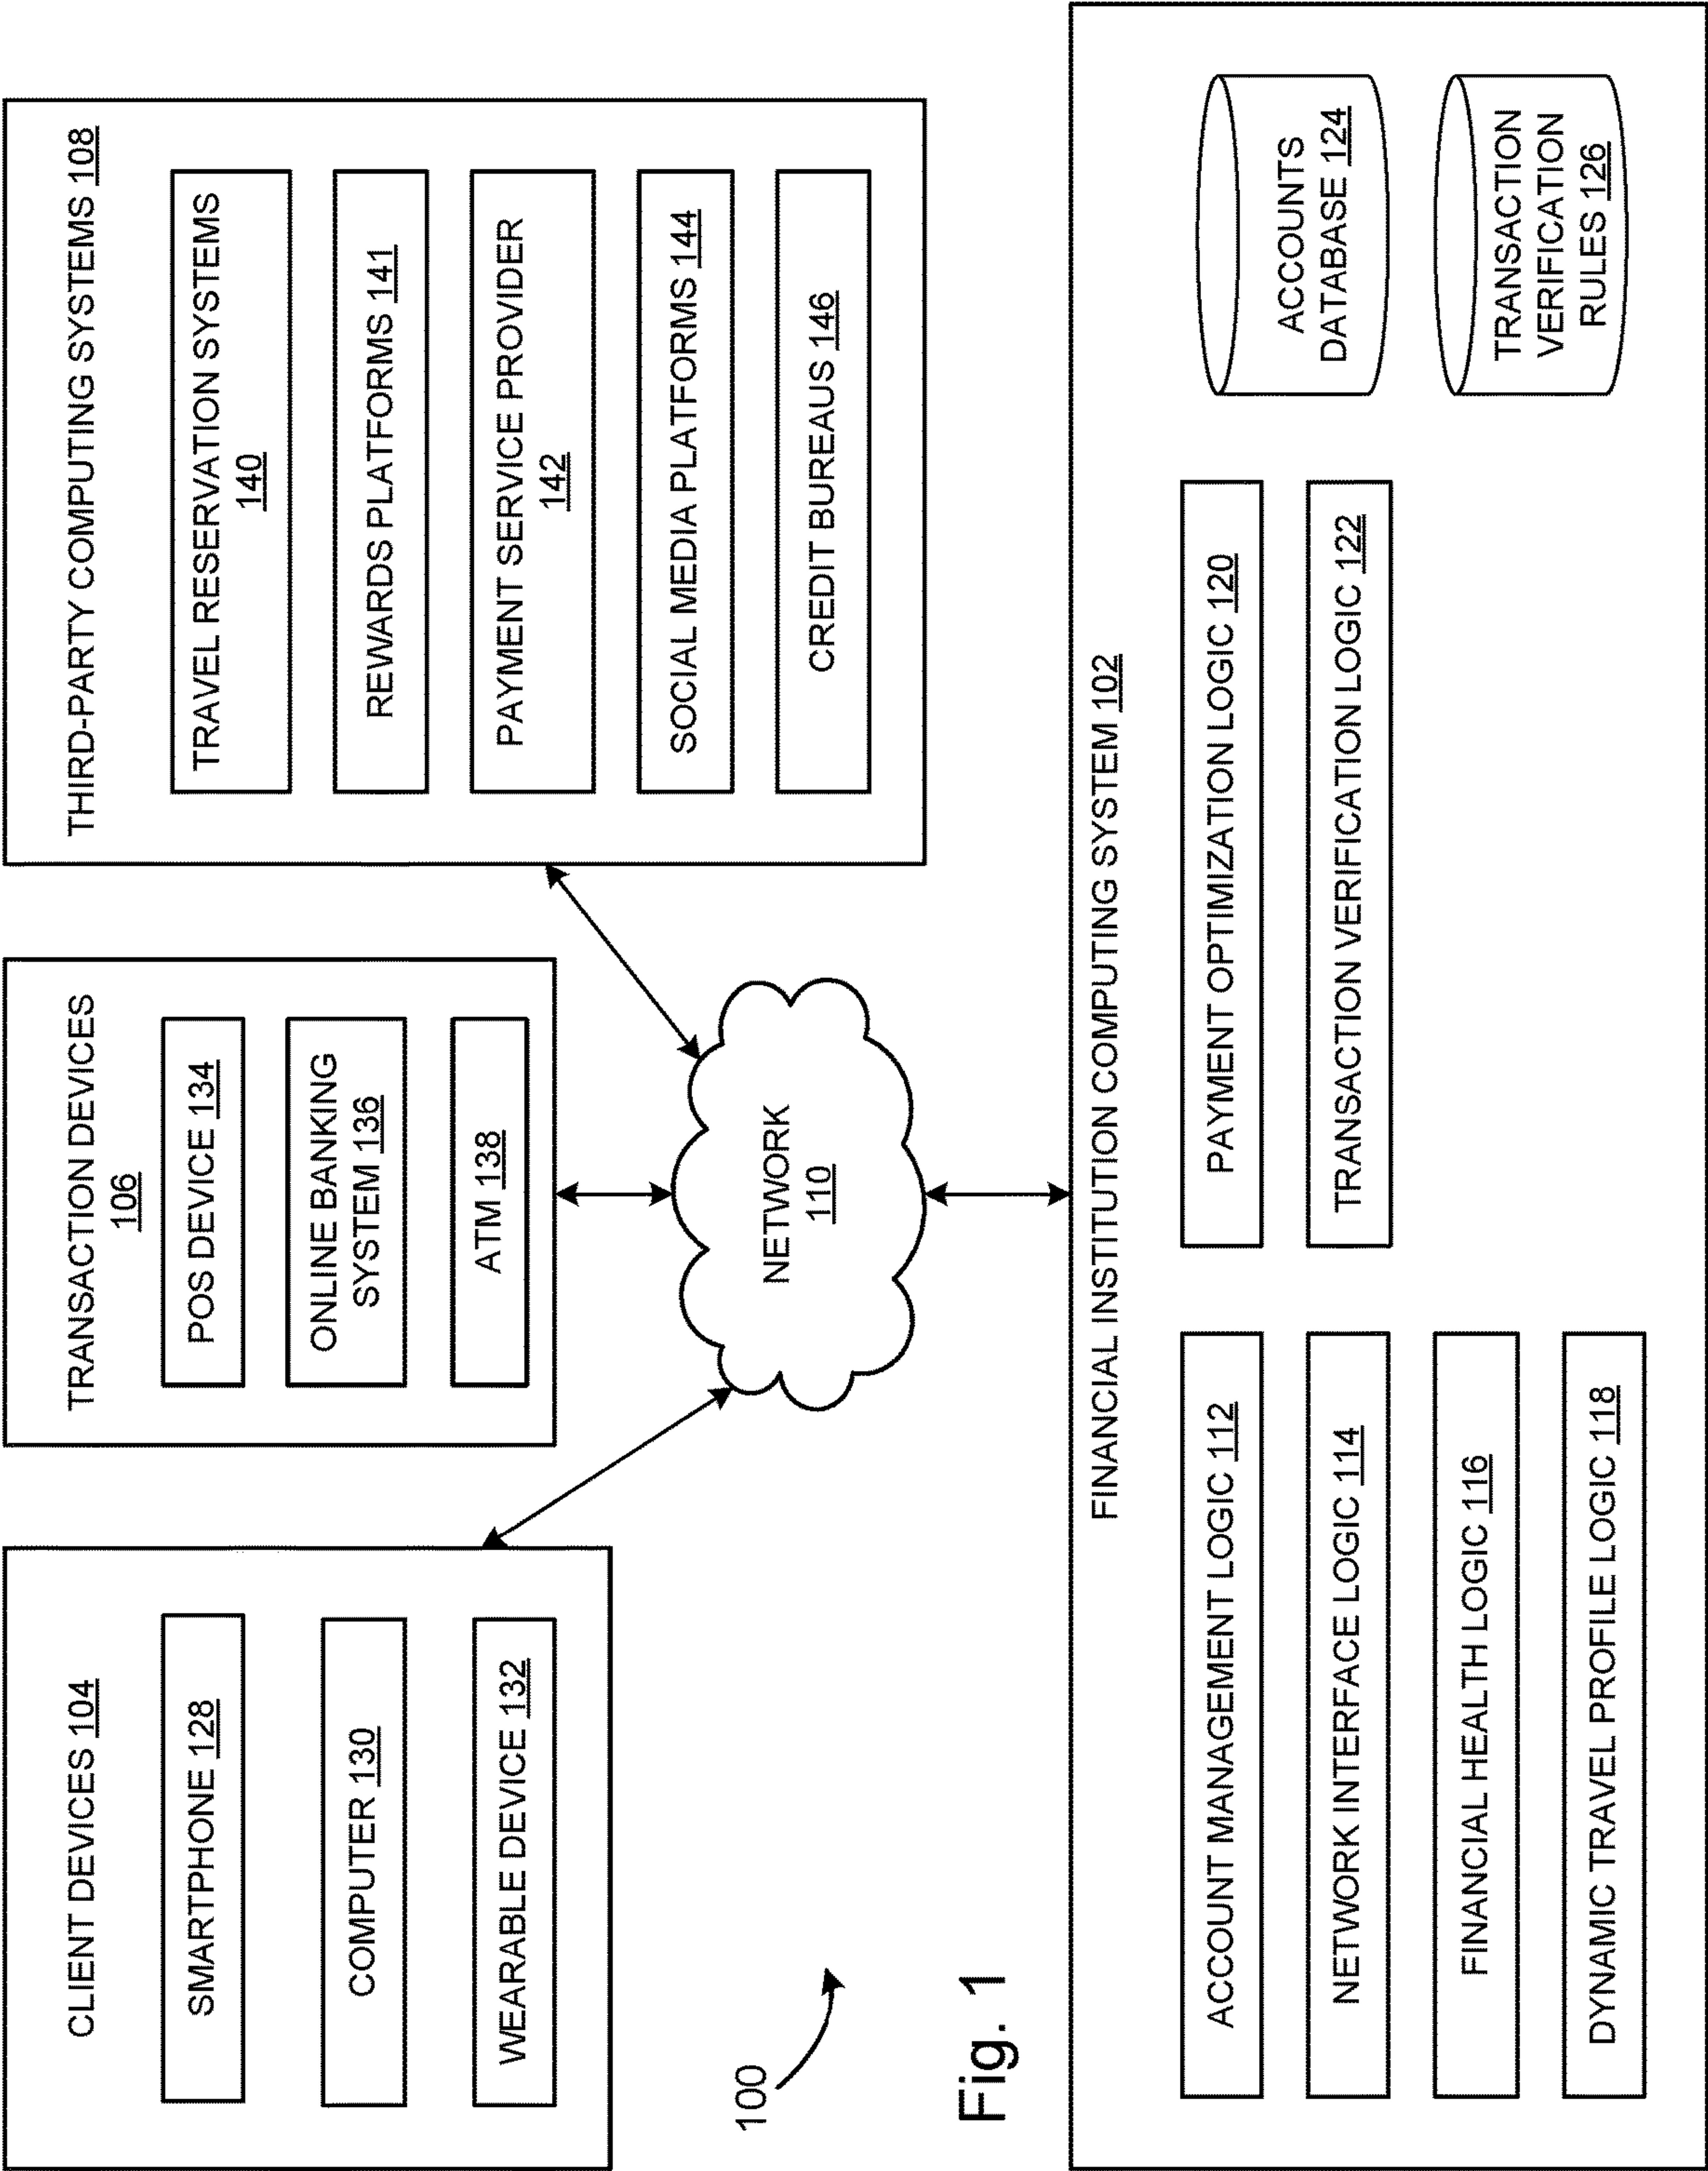 CLIENT DEVICES 104
SMARTPHONE 128
COMPUTER 130
WEARABLE DEVICE 132
TRANSACTION DEVICES
106
POS DEVICE 134
ONLINE BANKING
SYSTEM 136
ATM 138
THIRD-PARTY COMPUTING SYSTEMS 108
TRAVEL RESERVATION SYSTEMS
140
REWARDS PLATFORMS 141
PAYMENT SERVICE PROVIDER
142
SOCIAL MEDIA PLATFORMS 144
CREDIT BUREAUS 146
NETWORK
110
100
Fig. 1
FINANCIAL INSTITUTION COMPUTING SYSTEM 102
ACCOUNT MANAGEMENT LOGIC 112
NETWORK INTERFACE LOGIC 114
FINANCIAL HEALTH LOGIC 116
DYNAMIC TRAVEL PROFILE LOGIC 118
PAYMENT OPTIMIZATION LOGIC 120
TRANSACTION VERIFICATION LOGIC 122
ACCOUNTS
DATABASE 124
TRANSACTION
VERIFICATION
RULES 126